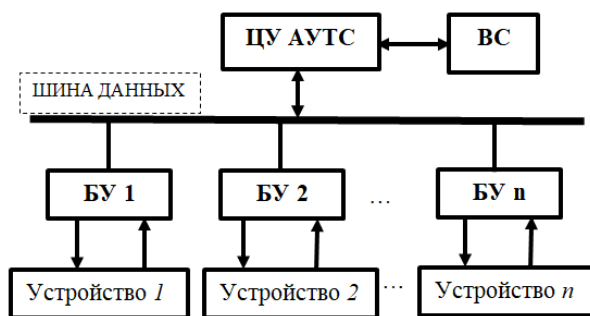 ЦУ АУТС
ВС
ШИНА ДАННЫХ
БУ 1
БУ 2
...
БУ n
Устройство 1
Устройство 2
...
Устройство n